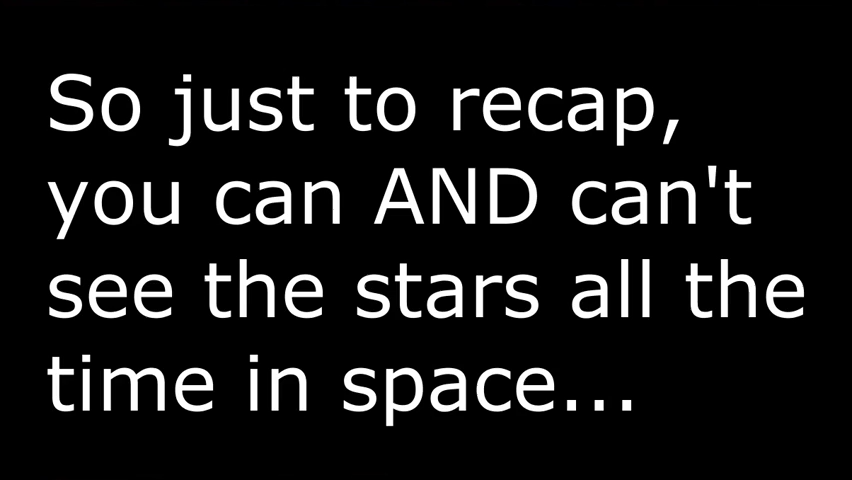 So just to recap,
you can AND can't
see the stars all the
time in space...